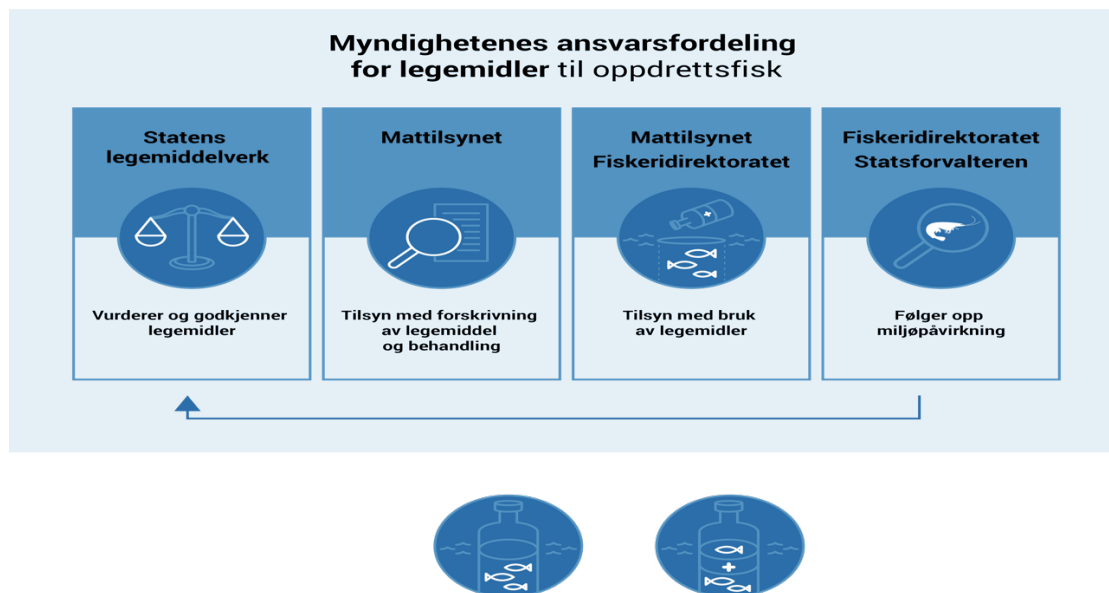 Myndighetenes ansvarsfordeling
for legemidler til oppdrettsfisk
Statens
legemiddelverk
Vurderer og godkjenner
legemidler
Mattilsynet
Tilsyn med forskrivning
av legemiddel
og behandling
Mattilsynet
Fiskeridirektoratet
Tilsyn med bruk
av legemidler
Fiskeridirektoratet
Statsforvalteren
Følger opp
miljøpåvirkning